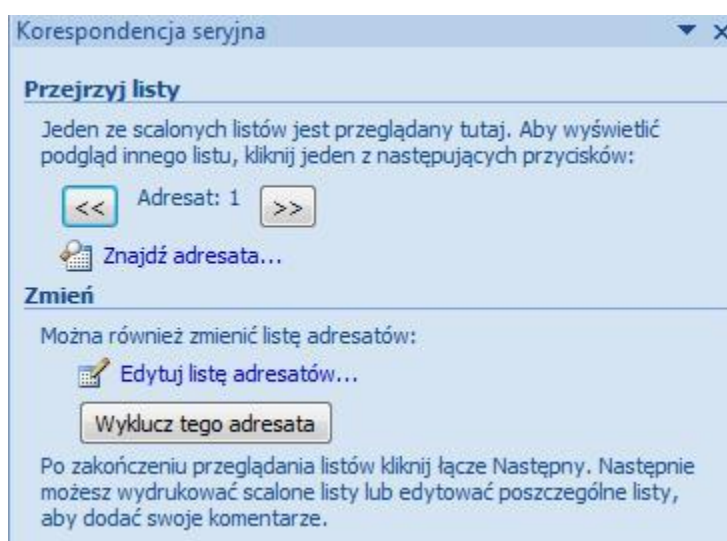 Korespondencja seryjna
Przejrzyj listy
Jeden ze scalonych listów jest przeglądany tutaj. Aby wyświetlić
podgląd innego listu, kliknij jeden z następujących przycisków:
<< Adresat: 1 >>
Znajdź adresata...
Zmień
Można również zmienić listę adresatów:
Edytuj listę adresatów...
Wyklucz tego adresata
Po zakończeniu przeglądania listów kliknij łącze Następny. Następnie
możesz wydrukować scalone listy lub edytować poszczególne listy,
aby dodać swoje komentarze.